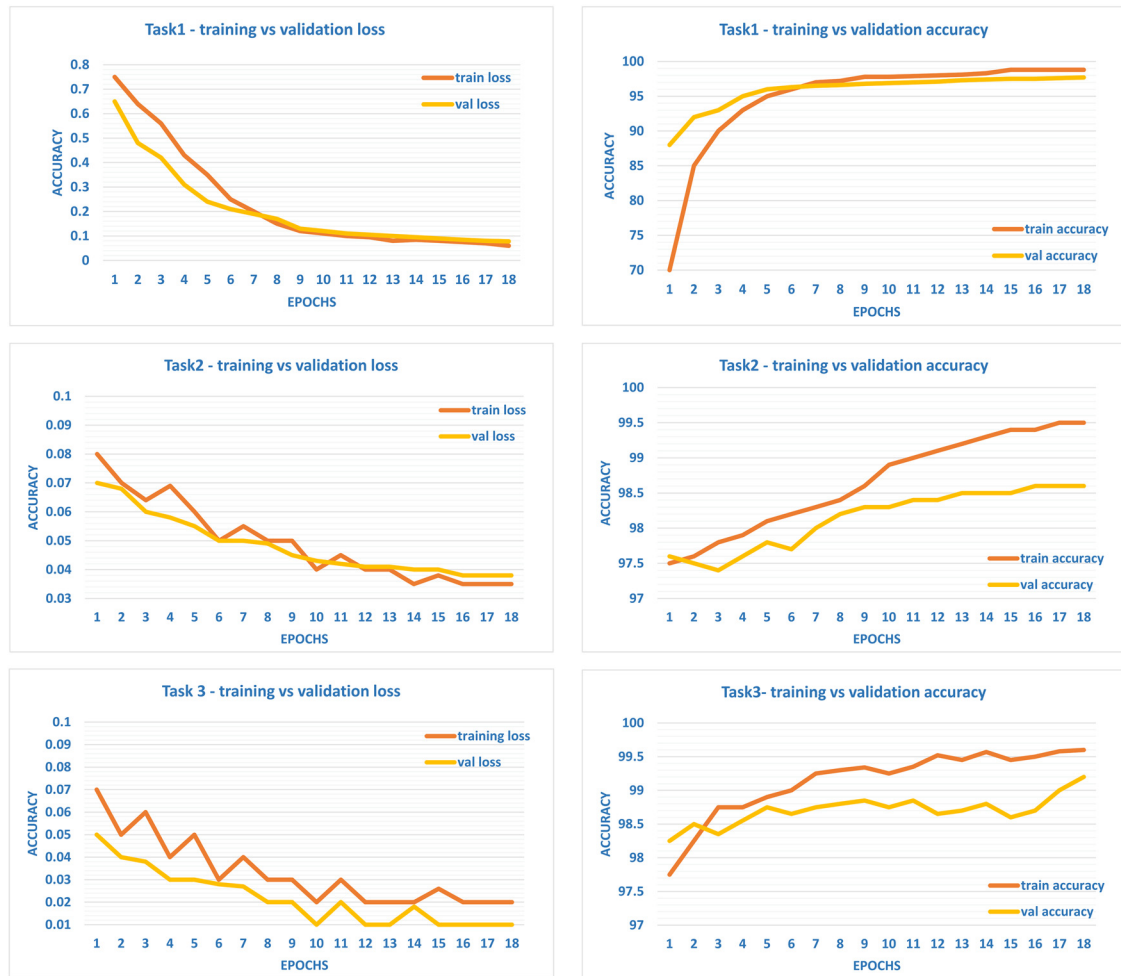 Task1 - training vs validation loss
0.8
0.7
0.6
0.5
0.4
0.3
0.2
0.1
0
ACCURACY
train loss
val loss
1 2 3 4 5 6 7 8 9 10 11 12 13 14 15 16 17 18
EPOCHS
Task1 - training vs validation accuracy
100
95
90
85
80
75
70
ACCURACY
train accuracy
val accuracy
1 2 3 4 5 6 7 8 9 10 11 12 13 14 15 16 17 18
EPOCHS
Task2 - training vs validation loss
0.1
0.09
0.08
0.07
0.06
0.05
0.04
0.03
ACCURACY
train loss
val loss
1 2 3 4 5 6 7 8 9 10 11 12 13 14 15 16 17 18
EPOCHS
Task2 - training vs validation accuracy
100
99.5
99
98.5
98
97.5
97
ACCURACY
train accuracy
val accuracy
1 2 3 4 5 6 7 8 9 10 11 12 13 14 15 16 17 18
EPOCHS
Task 3 - training vs validation loss
0.1
0.09
0.08
0.07
0.06
0.05
0.04
0.03
0.02
0.01
ACCURACY
training loss
val loss
1 2 3 4 5 6 7 8 9 10 11 12 13 14 15 16 17 18
EPOCHS
Task3- training vs validation accuracy
100
99.5
99
98.5
98
97.5
97
ACCURACY
train accuracy
val accuracy
1 2 3 4 5 6 7 8 9 10 11 12 13 14 15 16 17 18
EPOCHS